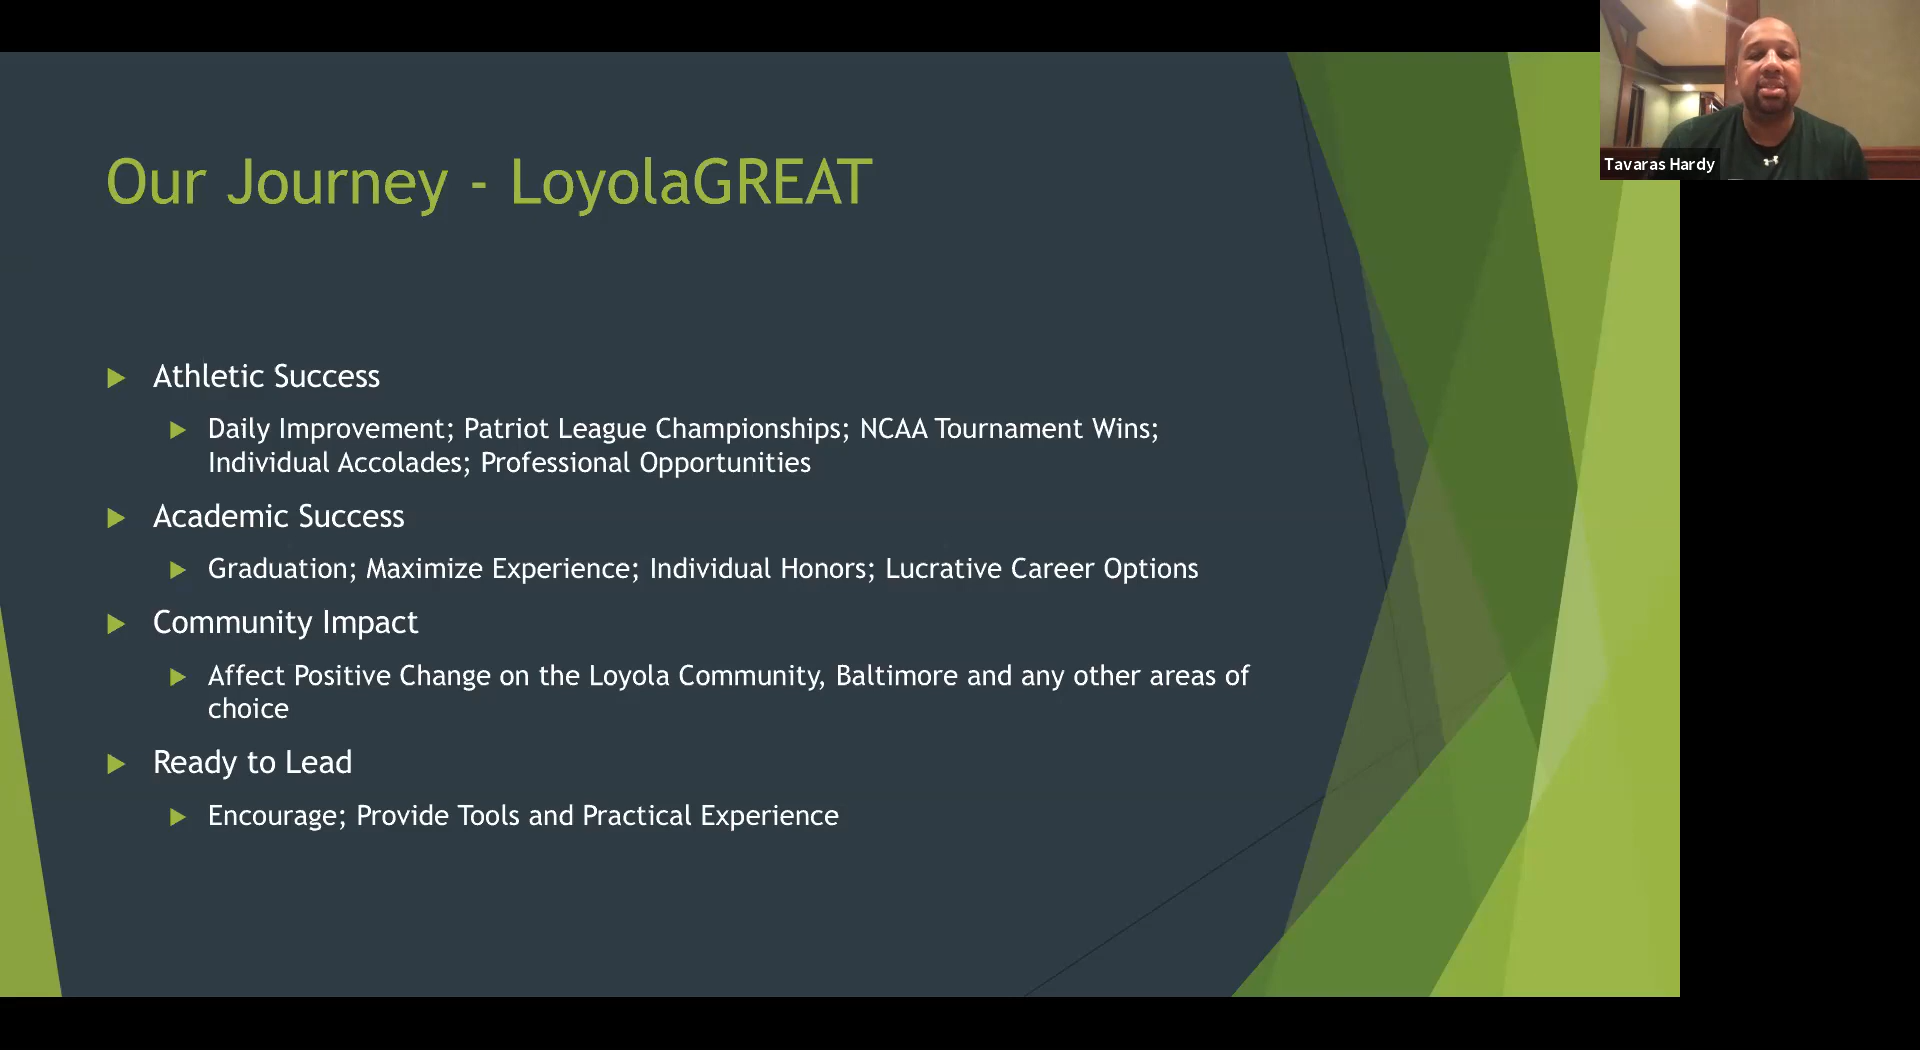 Tavaras Hardy
Our Journey - LoyolaGREAT
Athletic Success
Daily Improvement; Patriot League Championships; NCAA Tournament Wins;
Individual Accolades; Professional Opportunities
Academic Success
Graduation; Maximize Experience; Individual Honors; Lucrative Career Options
Community Impact
Affect Positive Change on the Loyola Community, Baltimore and any other areas of
choice
Ready to Lead
Encourage; Provide Tools and Practical Experience